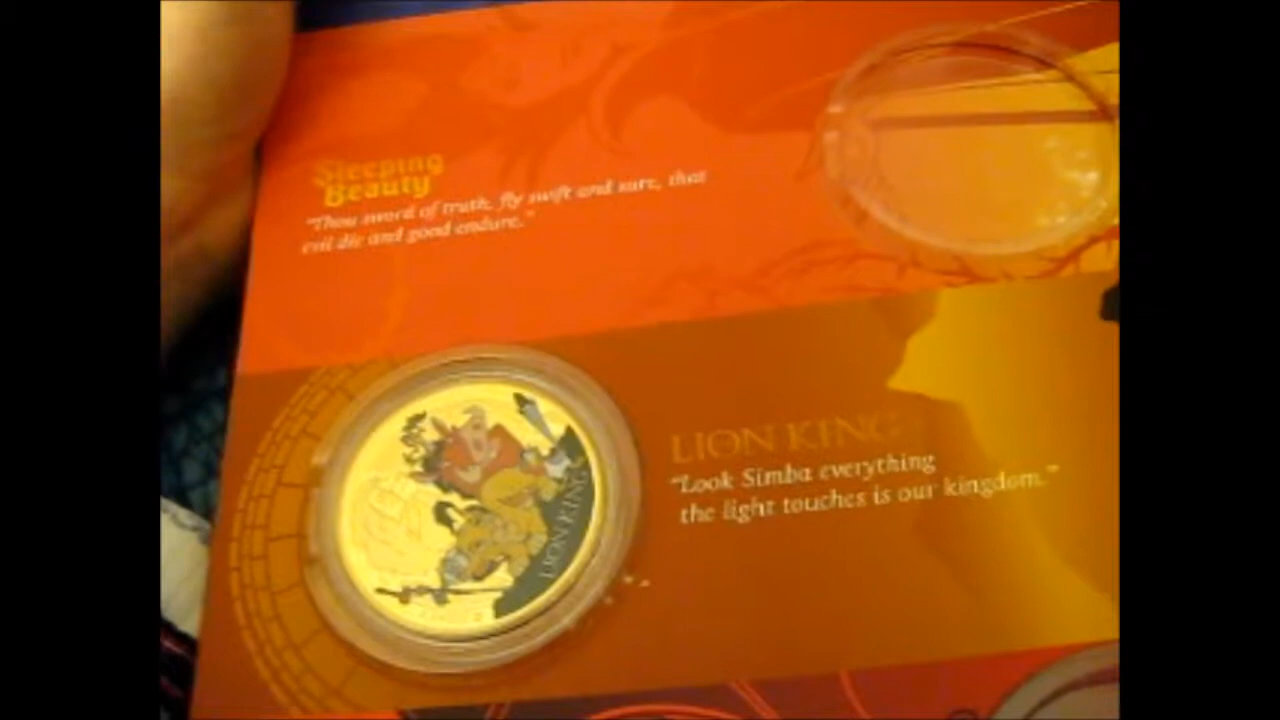 Sleeping
Beauty
"Thou sword of truth, fly swift and sure, that
evil die and good endure."
LION KING
"Look Simba everything
the light touches is our kingdom."
LION KING